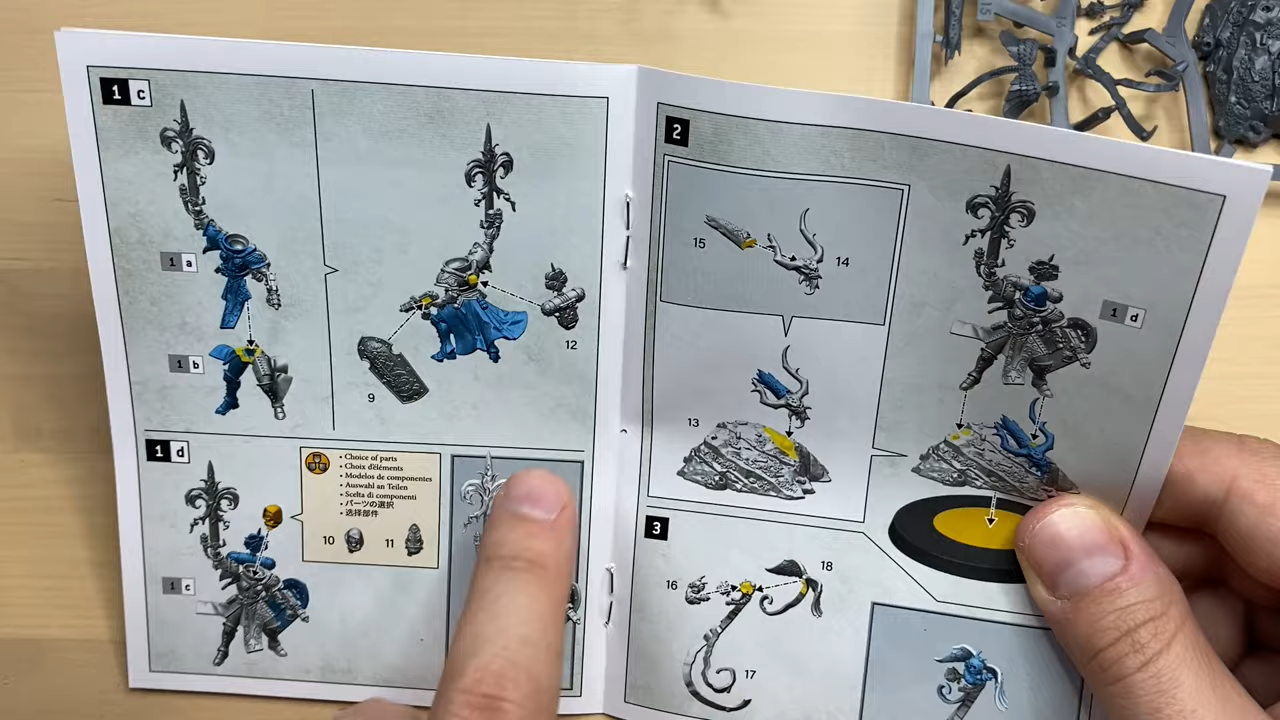 1 c
1 a
1 b
9
12
1 d
• Choice of parts
• Choix d'éléments
• Modelos de componentes
• Auswahl an Teilen
• Scelta di componenti
• パーツの選択
• 选择部件
10
11
1 c
2
15
14
13
1 d
3
16
18
17
15
16